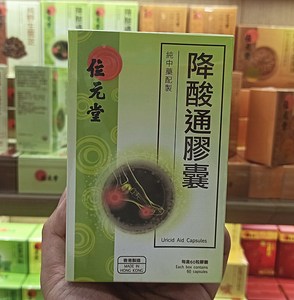 位元堂
純中藥配製
降酸通膠囊
Uricid Aid Capsules
香港製造
MADE IN
HONG KONG
每盒60粒膠囊
Each box contains
60 capsules